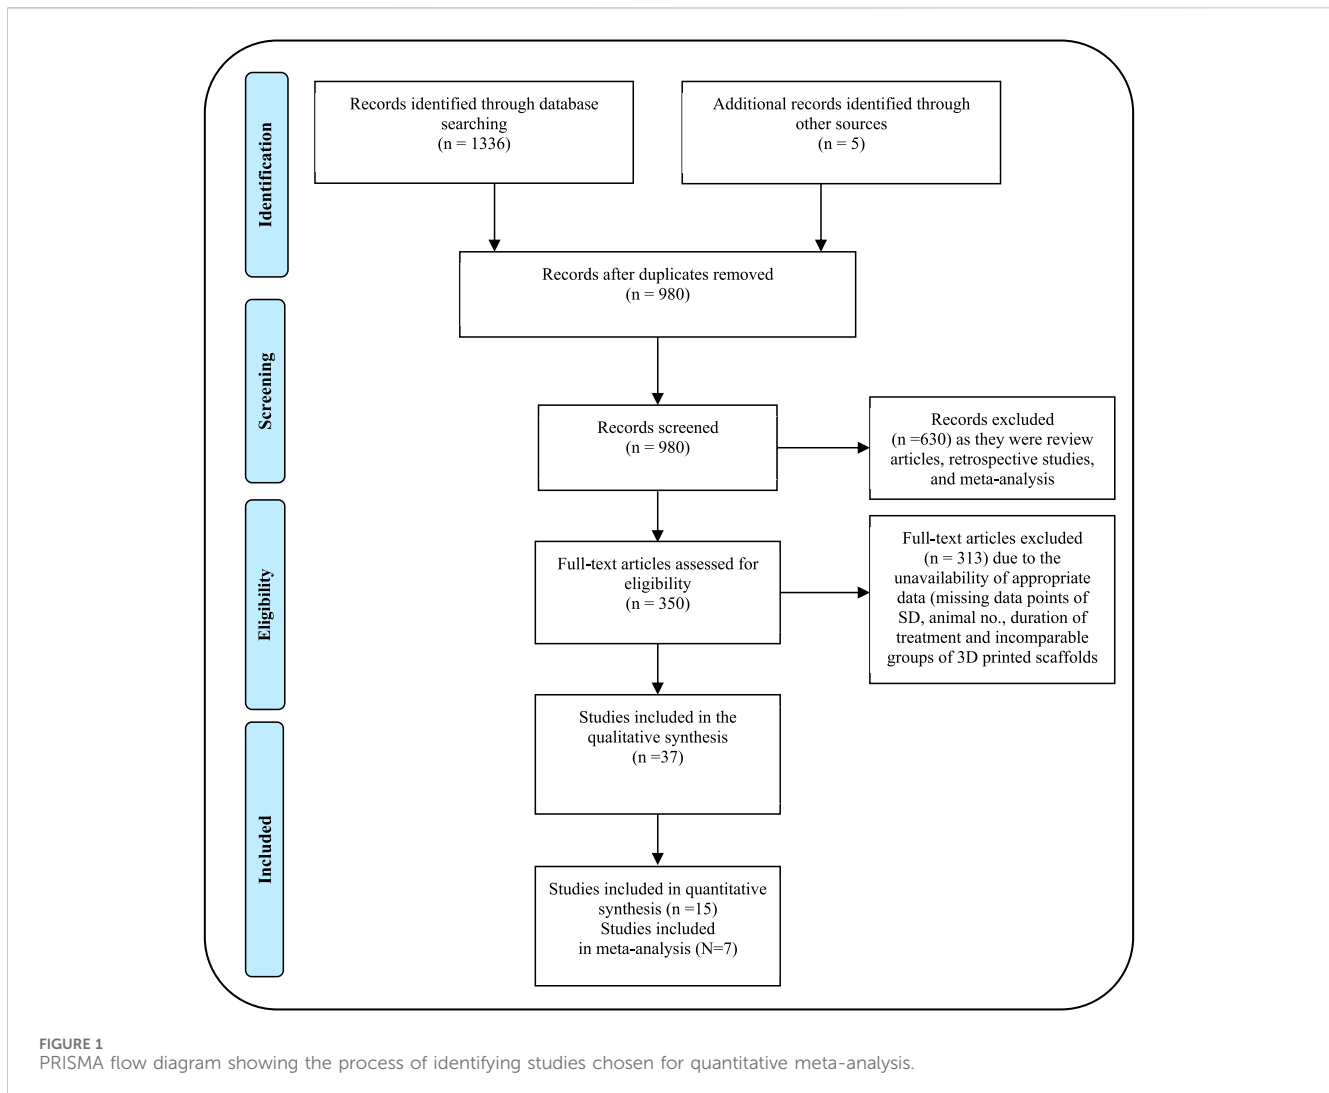 Identification
Records identified through database
searching
(n = 1336)
Additional records identified through
other sources
(n = 5)
Records after duplicates removed
(n = 980)
Screening
Records screened
(n = 980)
Records excluded
(n =630) as they were review
articles, retrospective studies,
and meta-analysis
Eligibility
Full-text articles assessed for
eligibility
(n = 350)
Full-text articles excluded
(n = 313) due to the
unavailability of appropriate
data (missing data points of
SD, animal no., duration of
treatment and incomparable
groups of 3D printed scaffolds
Studies included in the
qualitative synthesis
(n =37)
Included
Studies included in quantitative
synthesis (n =15)
Studies included
in meta-analysis (N=7)
FIGURE 1
PRISMA flow diagram showing the process of identifying studies chosen for quantitative meta-analysis.